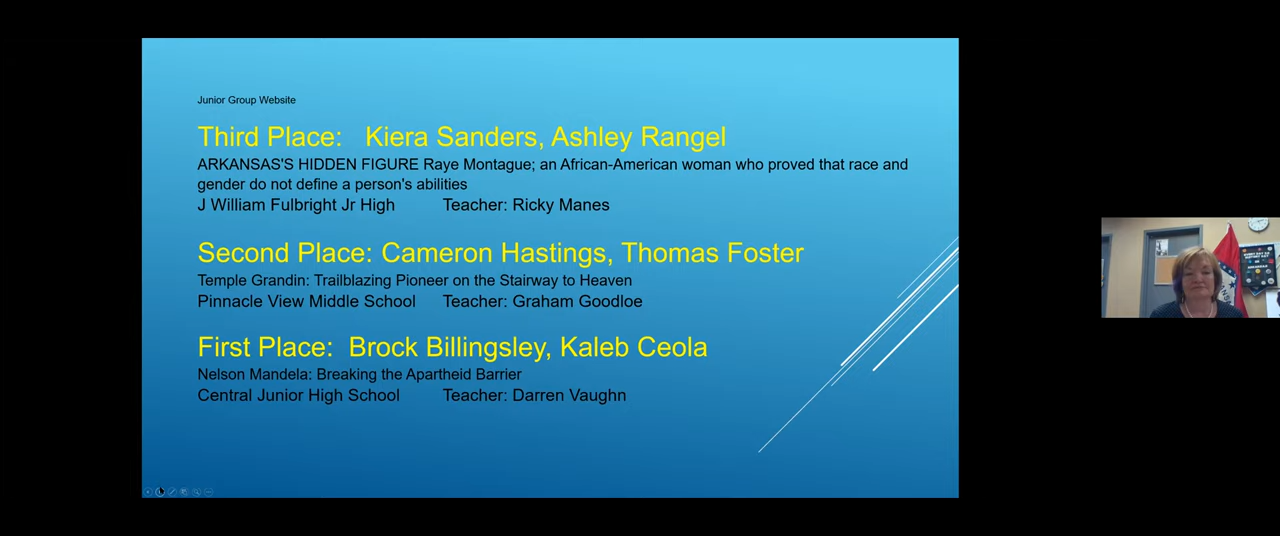 Junior Group Website
Third Place: Kiera Sanders, Ashley Rangel
ARKANSAS'S HIDDEN FIGURE Raye Montague; an African-American woman who proved that race and
gender do not define a person's abilities
J William Fulbright Jr High Teacher: Ricky Manes
Second Place: Cameron Hastings, Thomas Foster
Temple Grandin: Trailblazing Pioneer on the Stairway to Heaven
Pinnacle View Middle School Teacher: Graham Goodloe
First Place: Brock Billingsley, Kaleb Ceola
Nelson Mandela: Breaking the Apartheid Barrier
Central Junior High School Teacher: Darren Vaughn